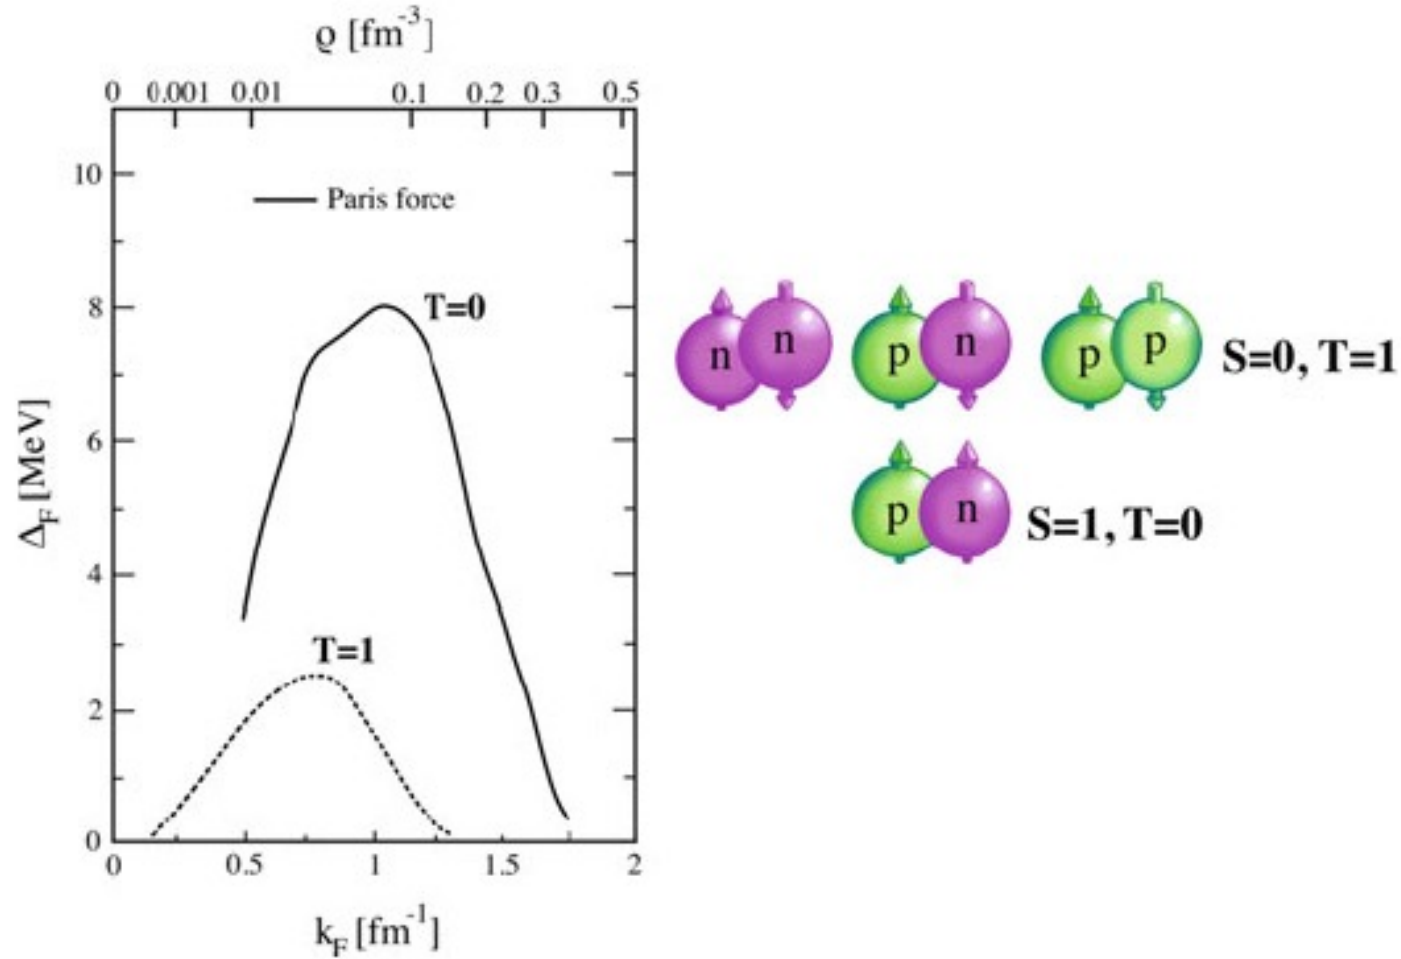 ϱ [fm⁻³]
0 0.001 0.01 0.1 0.2 0.3 0.5
10
Paris force
8
T=0
6
4
T=1
2
0
Δ_F [MeV]
0 0.5 1 1.5 2
k_F [fm⁻¹]
n n p n p p S=0, T=1
p n S=1, T=0